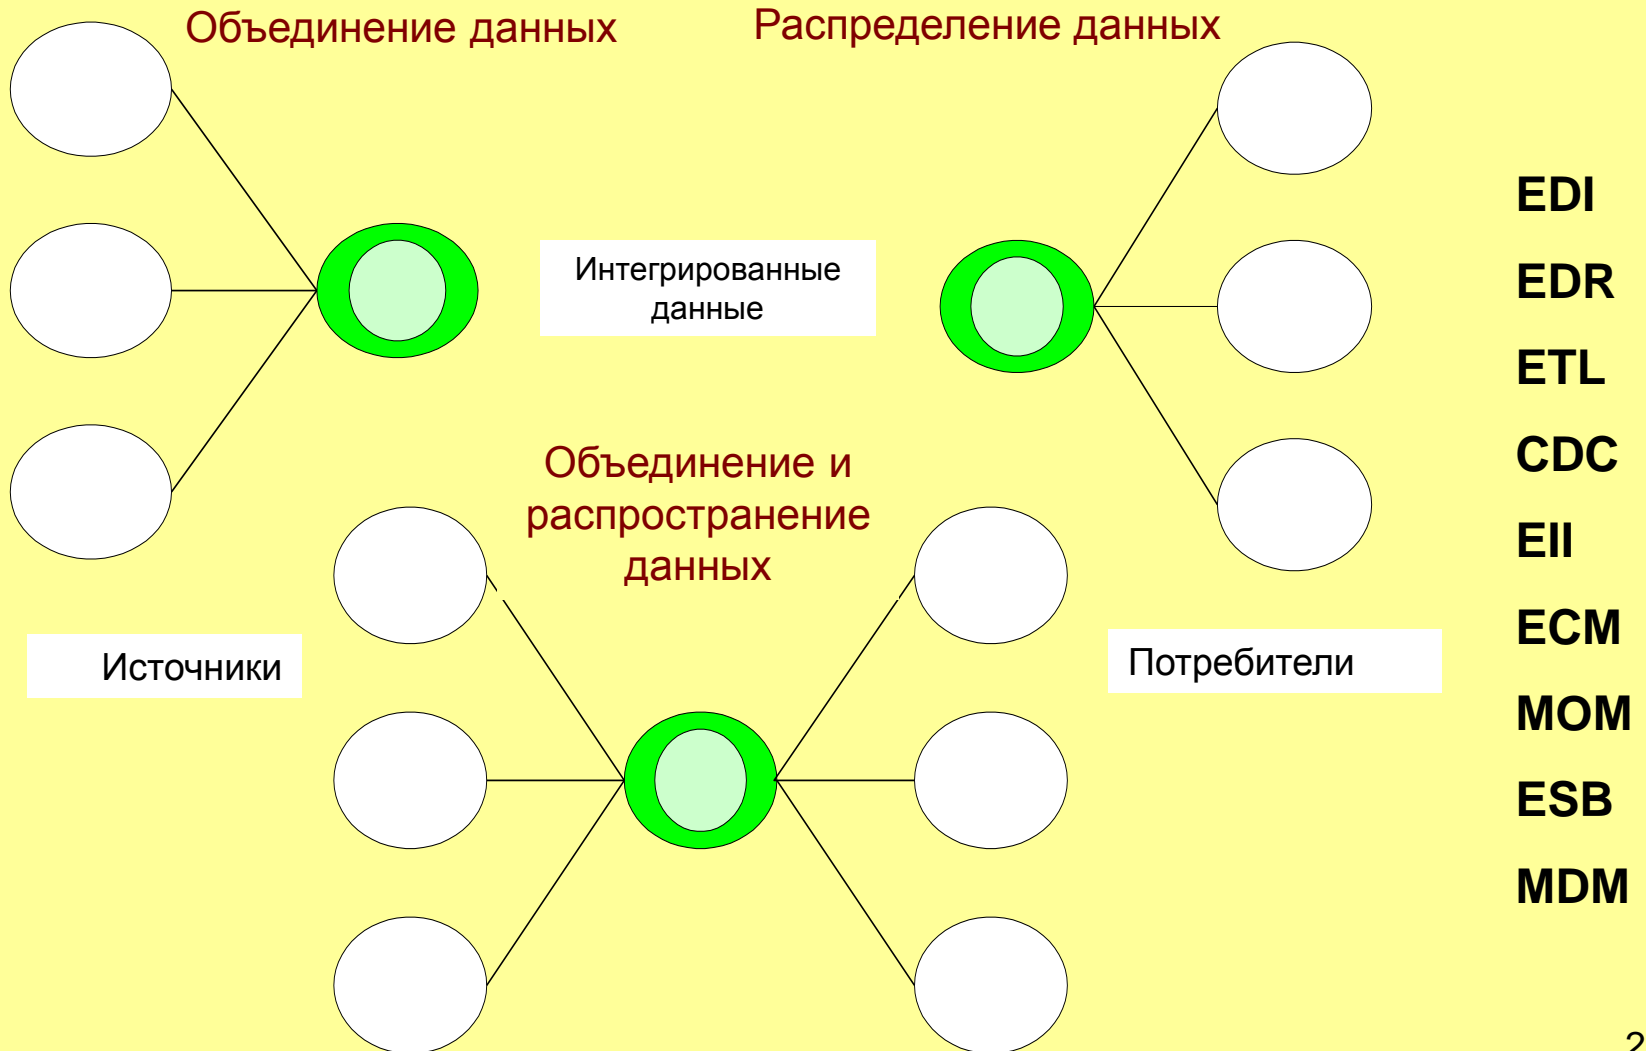 Объединение данных
Распределение данных
Интегрированные
данные
Объединение и
распространение
данных
Источники
Потребители
EDI
EDR
ETL
CDC
EII
ECM
MOM
ESB
MDM
2